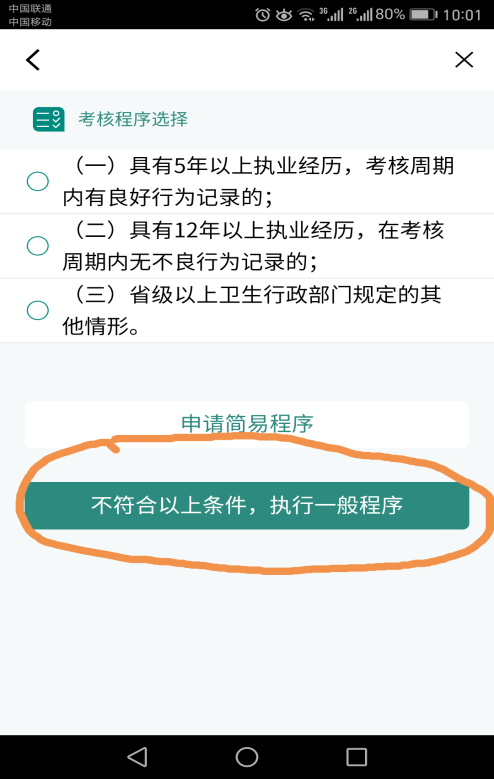 中国联通
中国移动
3G 2G 80% 10:01
考核程序选择
（一）具有5年以上执业经历，考核周期
内有良好行为记录的；
（二）具有12年以上执业经历，在考核
周期内无不良行为记录的；
（三）省级以上卫生行政部门规定的其
他情形。
申请简易程序
不符合以上条件，执行一般程序